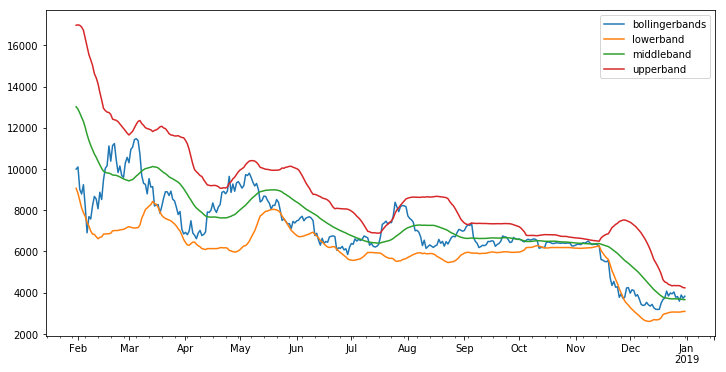 bollingerbands
lowerband
middleband
upperband
16000
14000
12000
10000
8000
6000
4000
2000
Feb Mar Apr May Jun Jul Aug Sep Oct Nov Dec Jan
2019